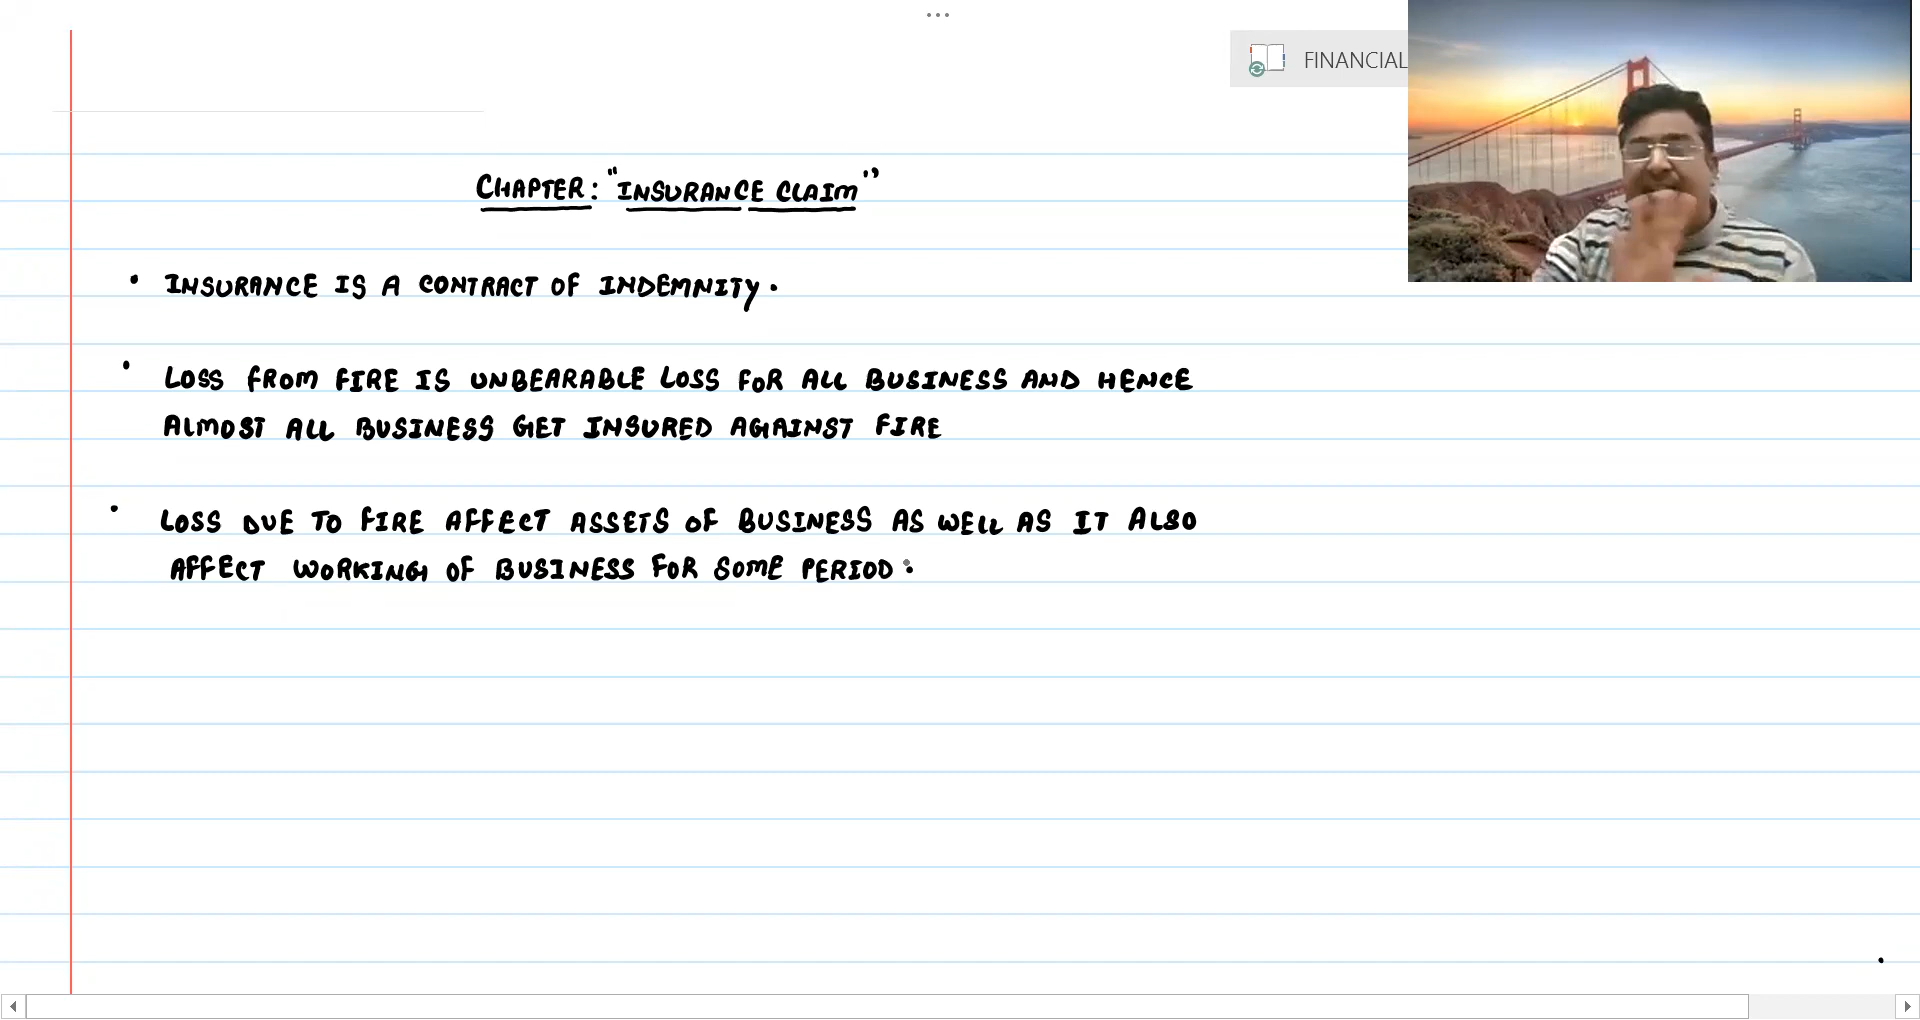 FINANCIAL
CHAPTER: "INSURANCE CLAIM"
• INSURANCE IS A CONTRACT OF INDEMNITY.
• LOSS FROM FIRE IS UNBEARABLE LOSS FOR ALL BUSINESS AND HENCE
ALMOST ALL BUSINESS GET INSURED AGAINST FIRE
• LOSS DUE TO FIRE AFFECT ASSETS OF BUSINESS AS WELL AS IT ALSO
AFFECT WORKING OF BUSINESS FOR SOME PERIOD.